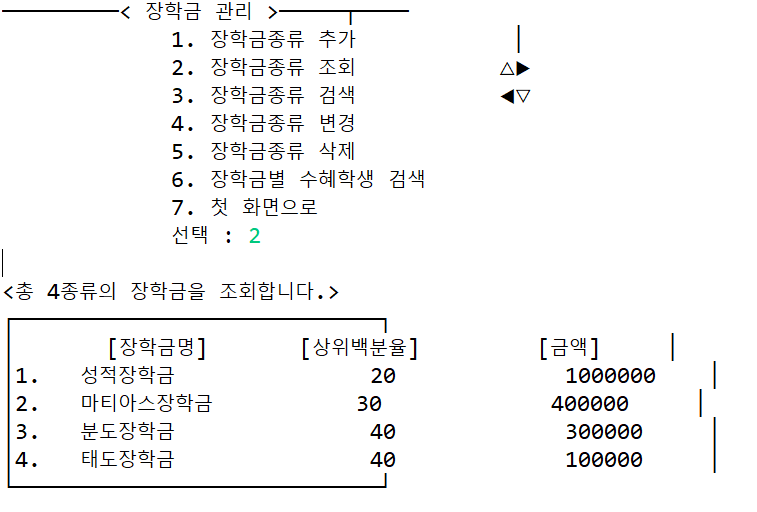 < 장학금 관리 >
1. 장학금종류 추가
2. 장학금종류 조회
3. 장학금종류 검색
4. 장학금종류 변경
5. 장학금종류 삭제
6. 장학금별 수혜학생 검색
7. 첫 화면으로
선택 : 2
<총 4종류의 장학금을 조회합니다.>
[장학금명] [상위백분율] [금액]
1. 성적장학금 20 1000000
2. 마티아스장학금 30 400000
3. 분도장학금 40 300000
4. 태도장학금 40 100000